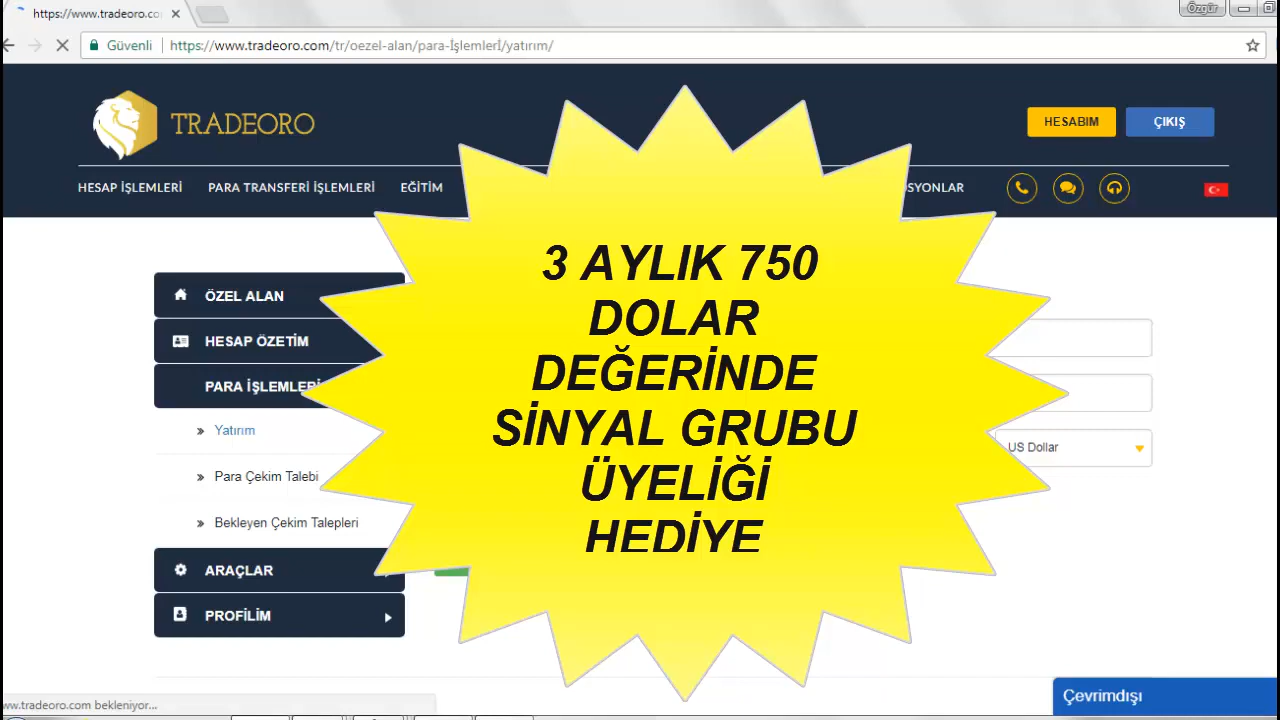 https://www.tradeoro.co
Özgür
Güvenli
https://www.tradeoro.com/tr/oezel-alan/para-İşlemlerİ/yatırım/
TRADEORO
HESABIM
ÇIKIŞ
HESAP İŞLEMLERİ
PARA TRANSFERİ İŞLEMLERİ
EĞİTİM
3 AYLIK 750
DOLAR
DEĞERİNDE
SİNYAL GRUBU
ÜYELİĞİ
HEDİYE
ÖZEL ALAN
HESAP ÖZETİM
PARA İŞLEMLERİ
» Yatırım
» Para Çekim Talebi
» Bekleyen Çekim Talepleri
ARAÇLAR
PROFİLİM
US Dollar
ww.tradeoro.com bekleniyor...
Çevrimdışı